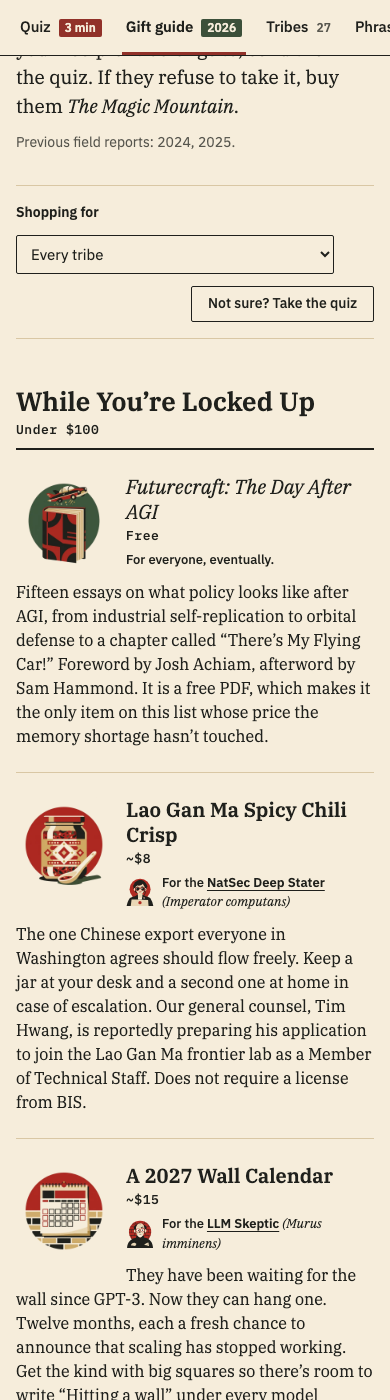 Quiz 3 min Gift guide 2026 Tribes 27
the quiz. If they refuse to take it, buy
them The Magic Mountain.
Previous field reports: 2024, 2025.
Shopping for
Every tribe
Not sure? Take the quiz
While You’re Locked Up
Under $100
Futurecraft: The Day After
AGI
Free
For everyone, eventually.
Fifteen essays on what policy looks like after
AGI, from industrial self-replication to orbital
defense to a chapter called “There’s My Flying
Car!” Foreword by Josh Achiam, afterword by
Sam Hammond. It is a free PDF, which makes it
the only item on this list whose price the
memory shortage hasn’t touched.
Lao Gan Ma Spicy Chili
Crisp
~$8
For the NatSec Deep Stater
(Imperator computans)
The one Chinese export everyone in
Washington agrees should flow freely. Keep a
jar at your desk and a second one at home in
case of escalation. Our general counsel, Tim
Hwang, is reportedly preparing his application
to join the Lao Gan Ma frontier lab as a Member
of Technical Staff. Does not require a license
from BIS.
A 2027 Wall Calendar
~$15
For the LLM Skeptic (Murus
imminens)
They have been waiting for the
wall since GPT-3. Now they can hang one.
Twelve months, each a fresh chance to
announce that scaling has stopped working.
Get the kind with big squares so there’s room to
write “Hitting a wall” under every model